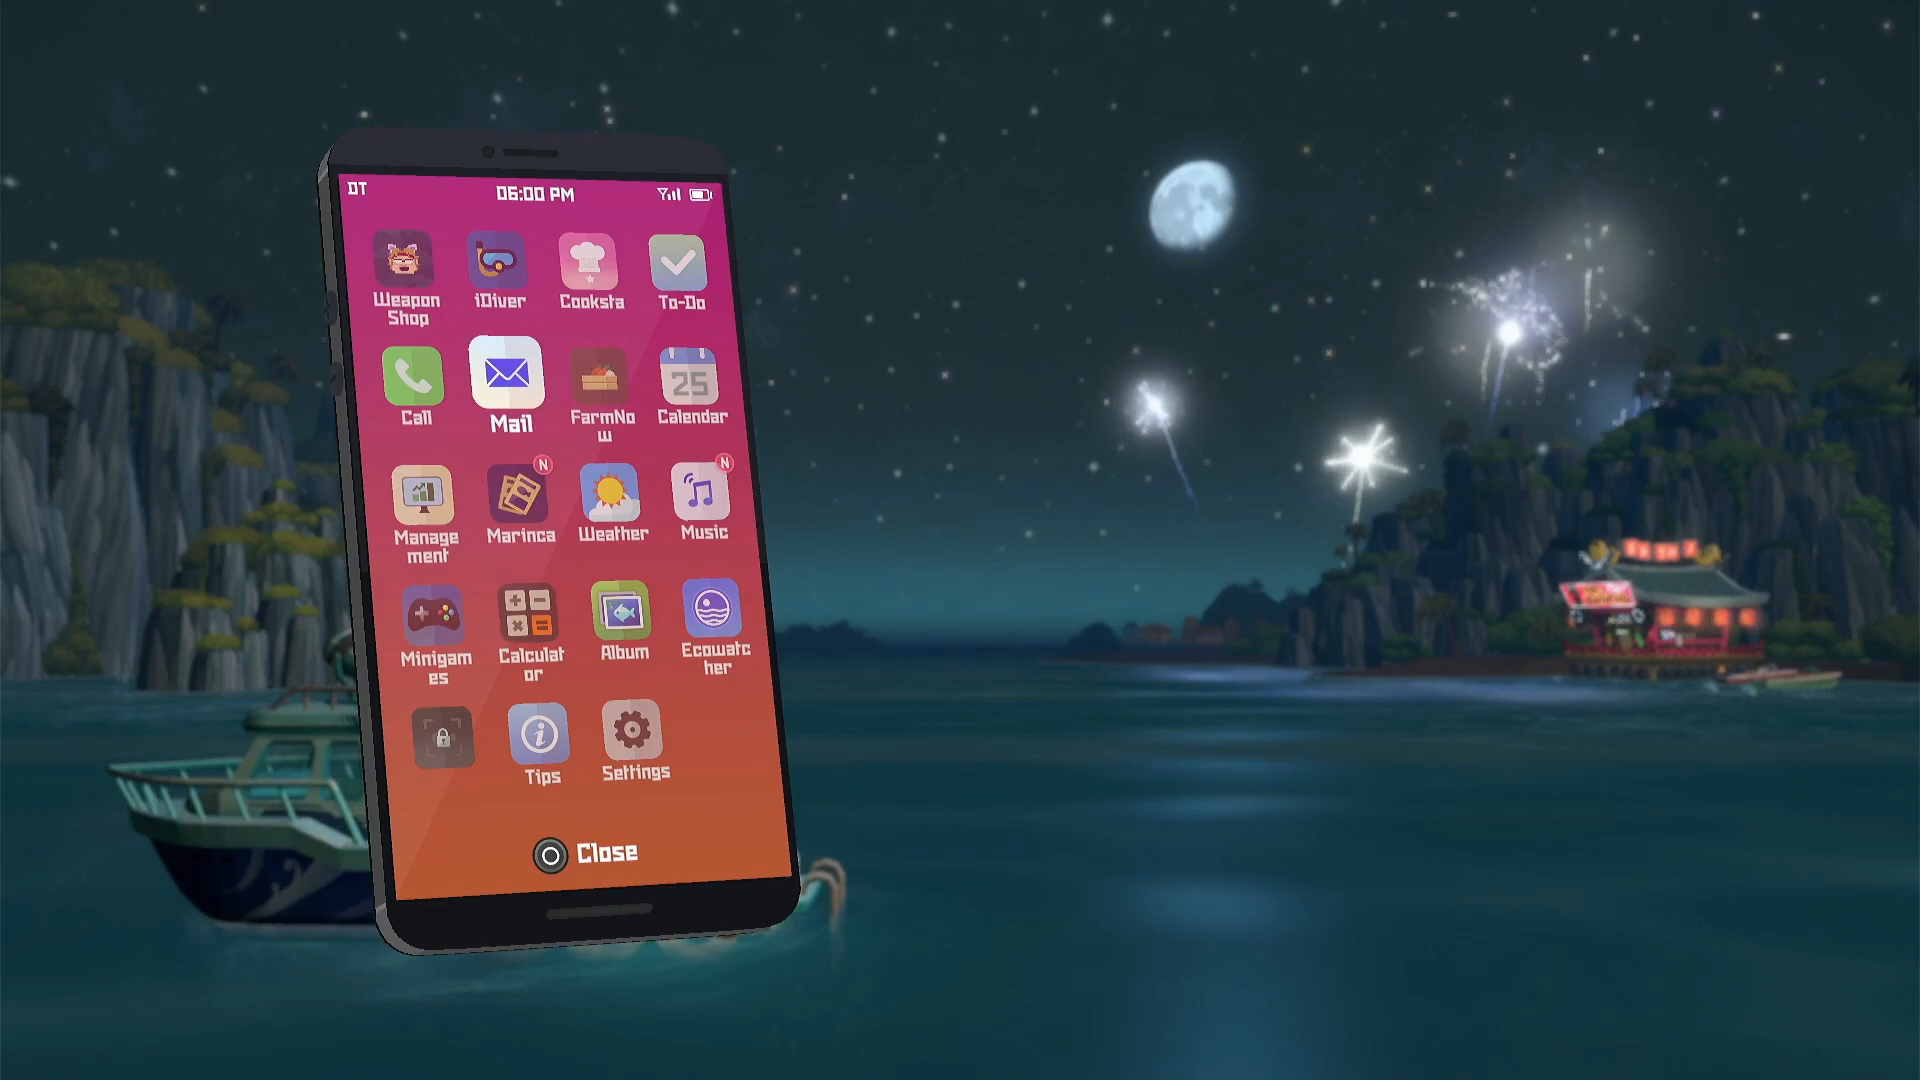 DT
06:00 PM
Weapon
Shop
iDiver
Cooksta
To-Do
Call
Mail
FarmNo
w
25
Calendar
Manage
ment
N
Marinca
Weather
N
Music
Minigam
es
Calculat
or
Album
Ecowatc
her
Tips
Settings
Close